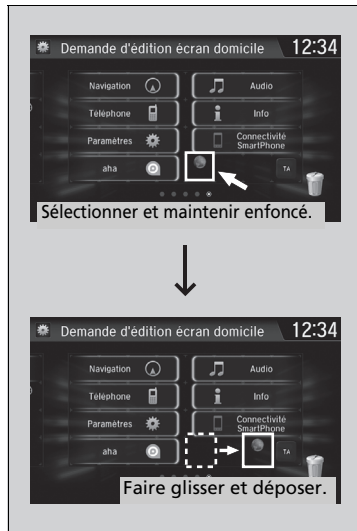 Demande d'édition écran domicile 12:34
Navigation Audio
Téléphone Info
Paramètres Connectivité
SmartPhone
aha TA
Sélectionner et maintenir enfoncé.
Demande d'édition écran domicile 12:34
Navigation Audio
Téléphone Info
Paramètres Connectivité
SmartPhone
aha TA
Faire glisser et déposer.